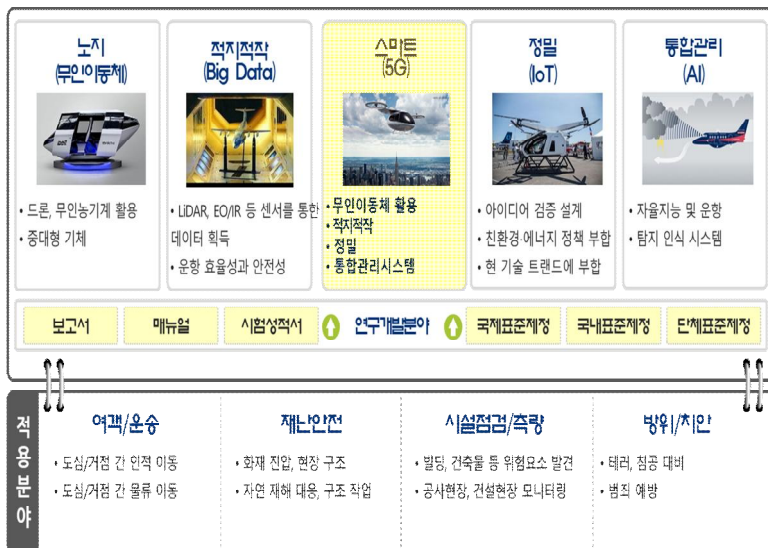 노지
(무인이동체)
• 드론, 무인농기계 활용
• 중대형 기체
적지적작
(Big Data)
• LiDAR, EO/IR 등 센서를 통한
데이터 획득
• 운항 효율성과 안전성
스마트
(5G)
• 무인이동체 활용
• 적지적작
• 정밀
• 통합관리시스템
정밀
(IoT)
• 아이디어 검증 설계
• 친환경·에너지 정책 부합
• 현 기술 트랜드에 부합
통합관리
(AI)
• 자율지능 및 운항
• 탐지 인식 시스템
보고서
매뉴얼
시험성적서
연구개발분야
국제표준제정
국내표준제정
단체표준제정
적용분야
여객/운송
• 도심/거점 간 인적 이동
• 도심/거점 간 물류 이동
재난안전
• 화재 진압, 현장 구조
• 자연 재해 대응, 구조 작업
시설점검/측량
• 빌딩, 건축물 등 위험요소 발견
• 공사현장, 건설현장 모니터링
방위/치안
• 테러, 침공 대비
• 범죄 예방